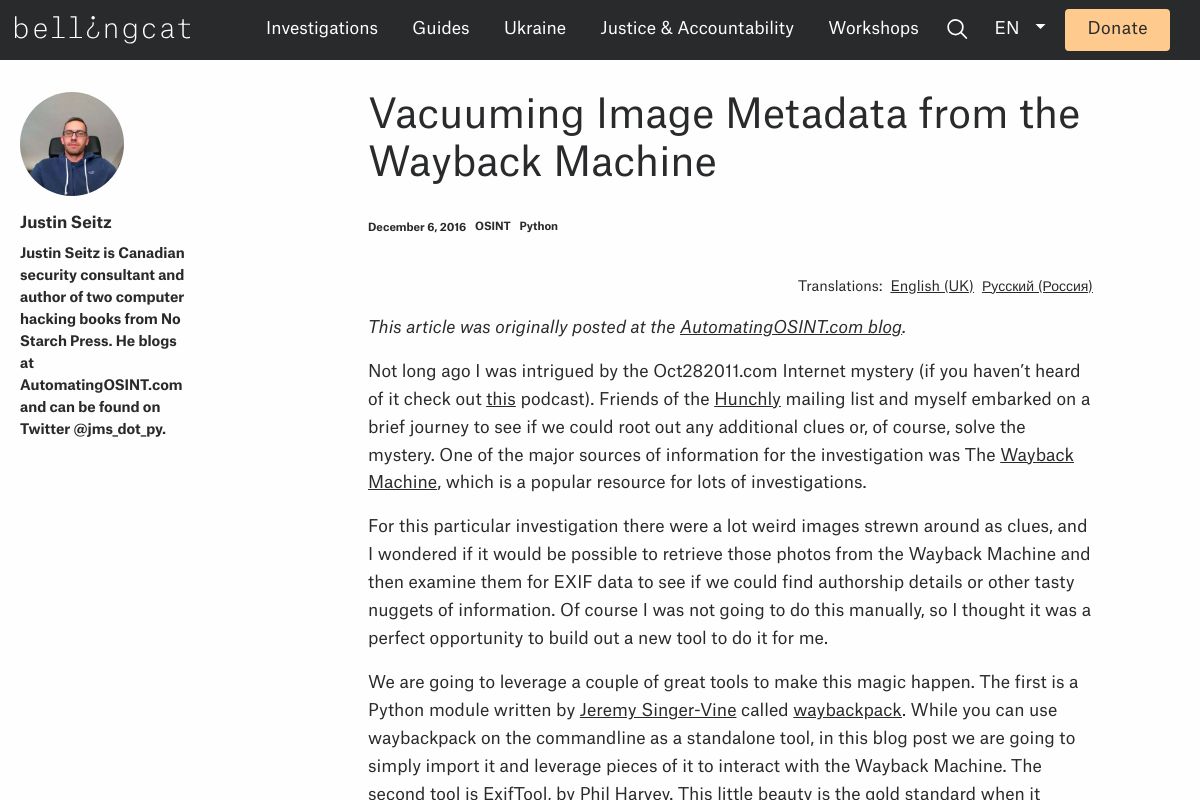 bellingcat
Investigations Guides Ukraine Justice & Accountability Workshops EN Donate
Justin Seitz
Justin Seitz is Canadian
security consultant and
author of two computer
hacking books from No
Starch Press. He blogs
at
AutomatingOSINT.com
and can be found on
Twitter @jms_dot_py.
Vacuuming Image Metadata from the
Wayback Machine
December 6, 2016 OSINT Python
Translations: English (UK) Русский (Россия)
This article was originally posted at the AutomatingOSINT.com blog.
Not long ago I was intrigued by the Oct282011.com Internet mystery (if you haven’t heard
of it check out this podcast). Friends of the Hunchly mailing list and myself embarked on a
brief journey to see if we could root out any additional clues or, of course, solve the
mystery. One of the major sources of information for the investigation was The Wayback
Machine, which is a popular resource for lots of investigations.
For this particular investigation there were a lot weird images strewn around as clues, and
I wondered if it would be possible to retrieve those photos from the Wayback Machine and
then examine them for EXIF data to see if we could find authorship details or other tasty
nuggets of information. Of course I was not going to do this manually, so I thought it was a
perfect opportunity to build out a new tool to do it for me.
We are going to leverage a couple of great tools to make this magic happen. The first is a
Python module written by Jeremy Singer-Vine called waybackpack. While you can use
waybackpack on the commandline as a standalone tool, in this blog post we are going to
simply import it and leverage pieces of it to interact with the Wayback Machine. The
second tool is ExifTool, by Phil Harvey. This little beauty is the gold standard when it